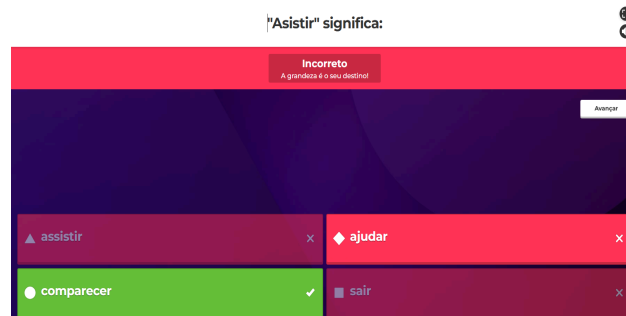 "Asistir" significa:
Incorreto
A grandeza é o seu destino!
Avançar
assistir
ajudar
comparecer
sair